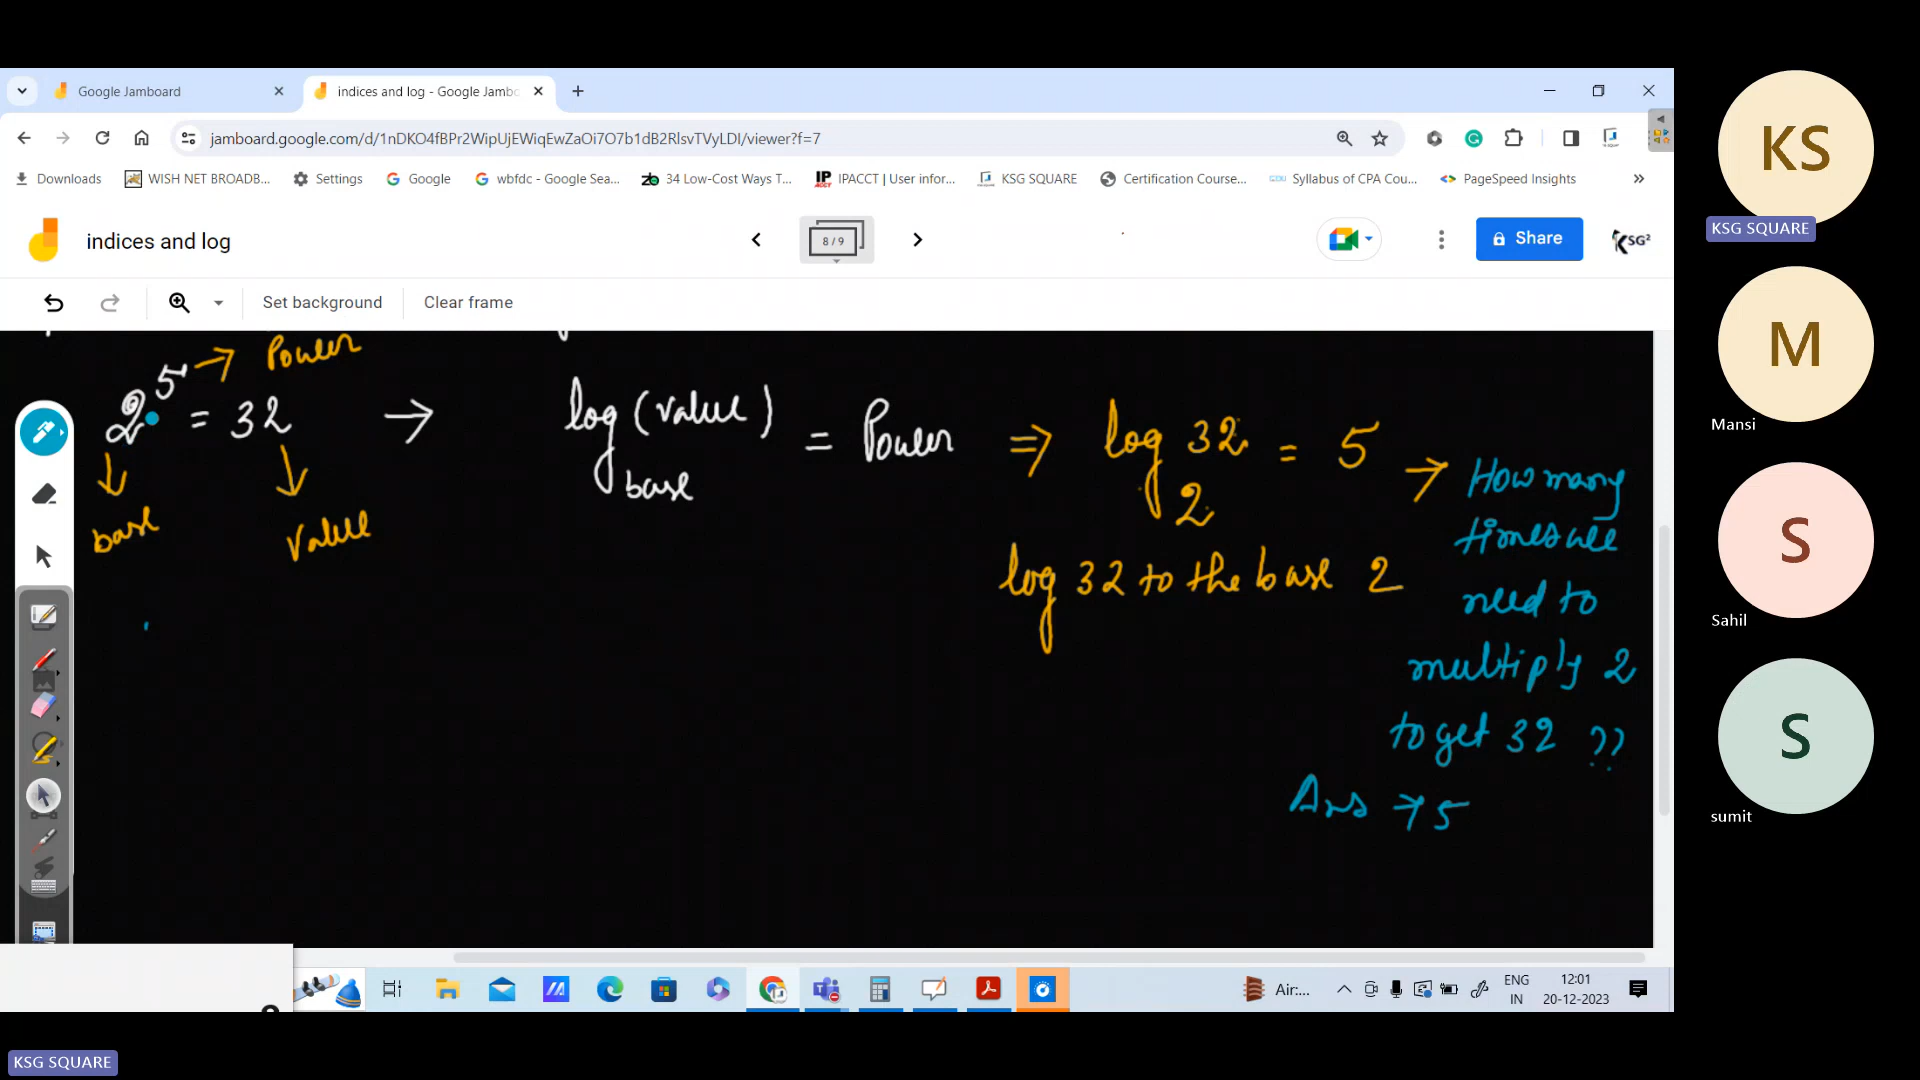 Google Jamboard
indices and log - Google Jambo
jamboard.google.com/d/1nDKO4fBPr2WipUjEWiqEwZaOi7O7b1dB2RlsvTVyLDI/viewer?f=7
Downloads WISH NET BROADB... Settings Google wbfdc - Google Sea... 34 Low-Cost Ways T... IPACCT | User infor... KSG SQUARE Certification Course... Syllabus of CPA Cou... PageSpeed Insights
indices and log
8 / 9
Share
KSG²
Set background Clear frame
2⁵ → Power
2⁵ = 32 → log base (value) = Power ⇒ log₂ 32 = 5 →
base
value
log 32 to the base 2
How many
times we
need to
multiply 2
to get 32 ??
Ans → 5
Air:...
ENG
IN
12:01
20-12-2023
KS
KSG SQUARE
M
Mansi
S
Sahil
S
sumit
KSG SQUARE